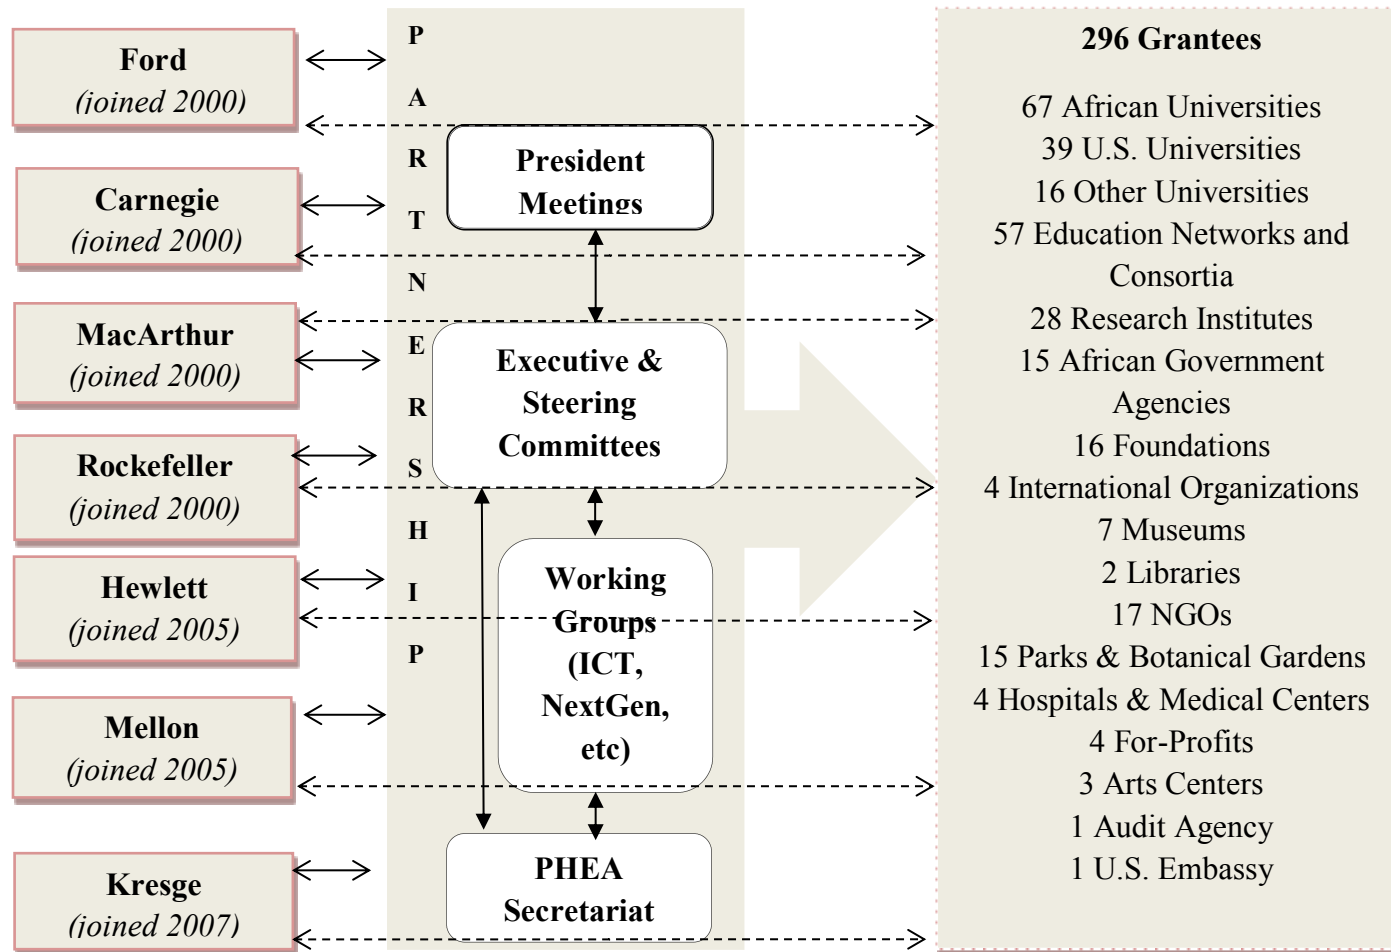 Ford
(joined 2000)
Carnegie
(joined 2000)
MacArthur
(joined 2000)
Rockefeller
(joined 2000)
Hewlett
(joined 2005)
Mellon
(joined 2005)
Kresge
(joined 2007)
P
A
R
T
N
E
R
S
H
I
P
President
Meetings
Executive &
Steering
Committees
Working
Groups
(ICT,
NextGen,
etc)
PHEA
Secretariat
296 Grantees
67 African Universities
39 U.S. Universities
16 Other Universities
57 Education Networks and
Consortia
28 Research Institutes
15 African Government
Agencies
16 Foundations
4 International Organizations
7 Museums
2 Libraries
17 NGOs
15 Parks & Botanical Gardens
4 Hospitals & Medical Centers
4 For-Profits
3 Arts Centers
1 Audit Agency
1 U.S. Embassy